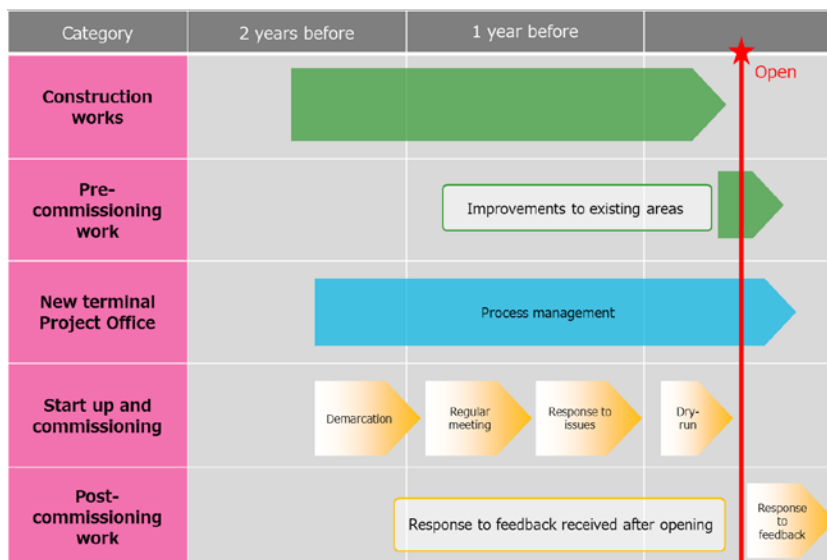 Category
2 years before
1 year before
Open
Construction
works
Pre-
commissioning
work
Improvements to existing areas
New terminal
Project Office
Process management
Start up and
commissioning
Demarcation
Regular
meeting
Response to
issues
Dry-
run
Post-
commissioning
work
Response to feedback received after opening
Response
to
feedback